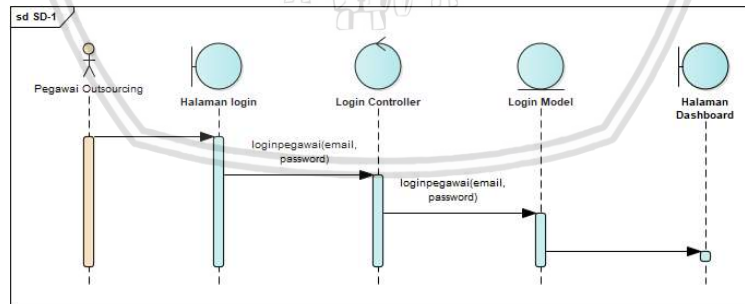 sd SD-1
Pegawai Outsourcing
Halaman login
Login Controller
Login Model
Halaman
Dashboard
loginpegawai(email,
password)
loginpegawai(email,
password)